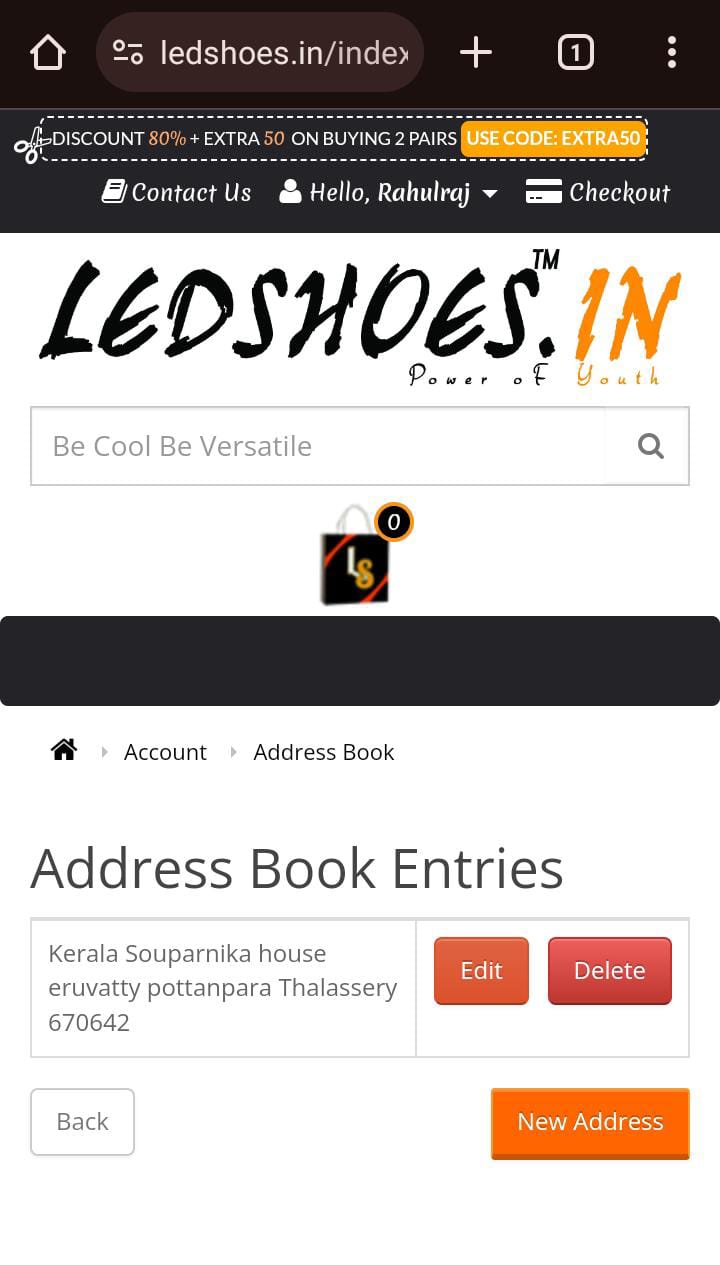 ledshoes.in/index
1
DISCOUNT 80% + EXTRA 50 ON BUYING 2 PAIRS USE CODE: EXTRA50
Contact Us Hello, Rahulraj Checkout
LEDSHOES.IN TM
Power oF Youth
Be Cool Be Versatile
0
LS
Account Address Book
Address Book Entries
Kerala Souparnika house
eruvatty pottanpara Thalassery
670642
Edit Delete
Back New Address